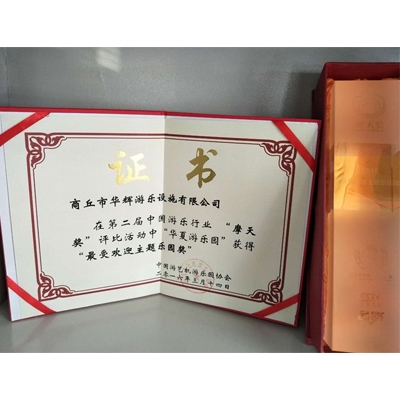 证书
商丘市华辉游乐设施有限公司
在第二届中国游乐行业 “摩天
奖” 评比活动中“华夏游乐园” 获得
“最受欢迎主题乐园奖”
中国游艺机游乐园协会
二零一六年三月十四日